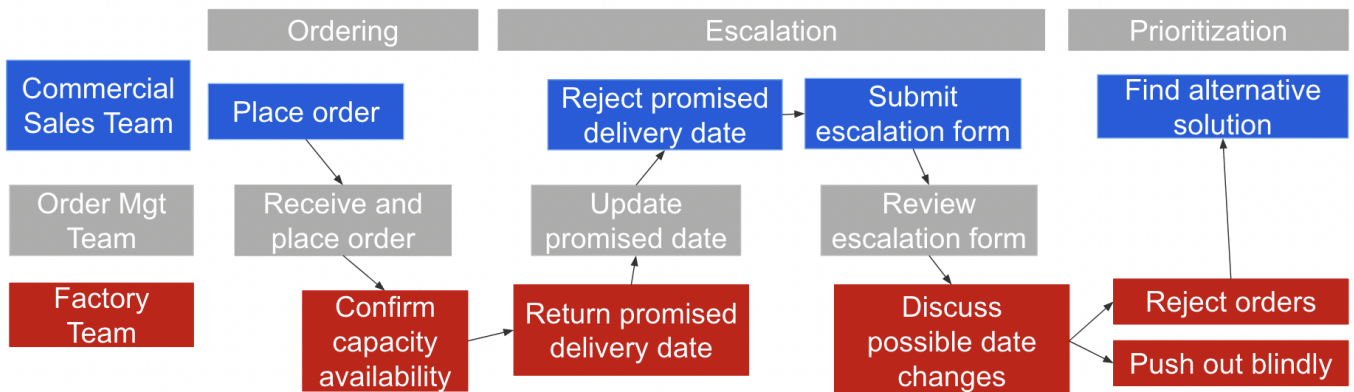 Ordering
Escalation
Prioritization
Commercial
Sales Team
Place order
Reject promised
delivery date
Submit
escalation form
Find alternative
solution
Order Mgt
Team
Receive and
place order
Update
promised date
Review
escalation form
Factory
Team
Confirm
capacity
availability
Return promised
delivery date
Discuss
possible date
changes
Reject orders
Push out blindly